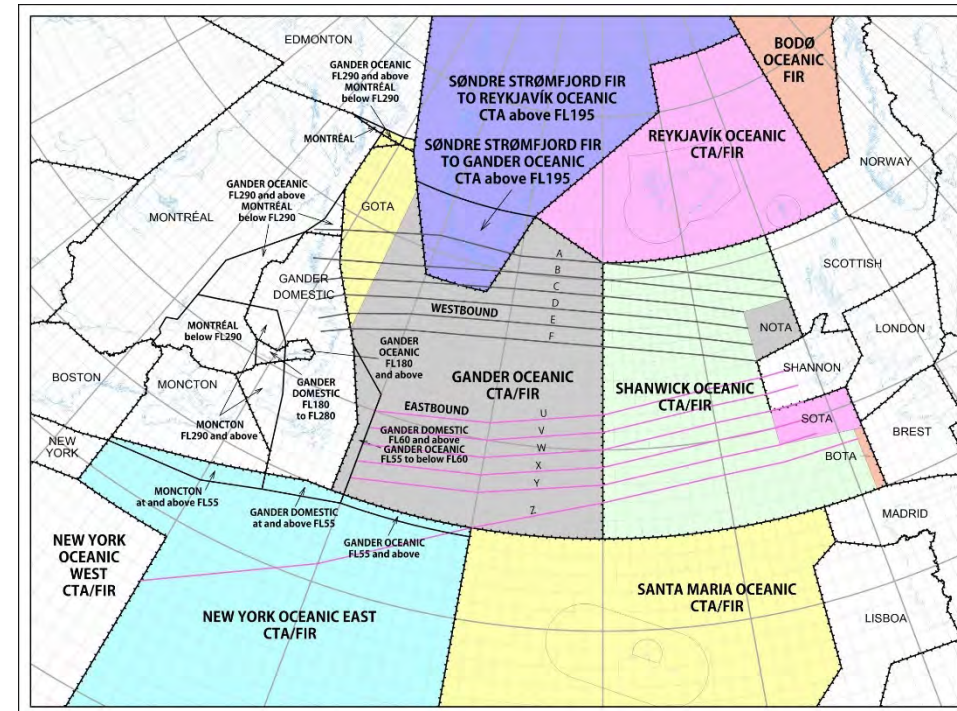 EDMONTON
GANDER OCEANIC
FL290 and above
MONTRÉAL
below FL290
MONTRÉAL
SØNDRE STRØMFJORD FIR
TO REYKJAVÍK OCEANIC
CTA above FL195
SØNDRE STRØMFJORD FIR
TO GANDER OCEANIC
CTA above FL195
BODØ
OCEANIC
FIR
REYKJAVÍK OCEANIC
CTA/FIR
NORWAY
GANDER OCEANIC
FL290 and above
MONTRÉAL
below FL290
MONTRÉAL
GOTA
GANDER
DOMESTIC
A
B
C
D
E
F
WESTBOUND
SCOTTISH
NOTA
LONDON
SHANNON
MONTRÉAL
below FL290
GANDER
OCEANIC
FL180
and above
BOSTON
MONCTON
GANDER
DOMESTIC
FL180
to FL280
GANDER OCEANIC
CTA/FIR
SHANWICK OCEANIC
CTA/FIR
MONCTON
FL290 and above
NEW
YORK
EASTBOUND
U
V
W
X
Y
Z
GANDER DOMESTIC
FL60 and above
GANDER OCEANIC
FL55 to below FL60
SOTA
BREST
BOTA
MONCTON
at and above FL55
GANDER DOMESTIC
at and above FL55
GANDER OCEANIC
FL55 and above
MADRID
NEW YORK
OCEANIC
WEST
CTA/FIR
NEW YORK OCEANIC EAST
CTA/FIR
SANTA MARIA OCEANIC
CTA/FIR
LISBOA